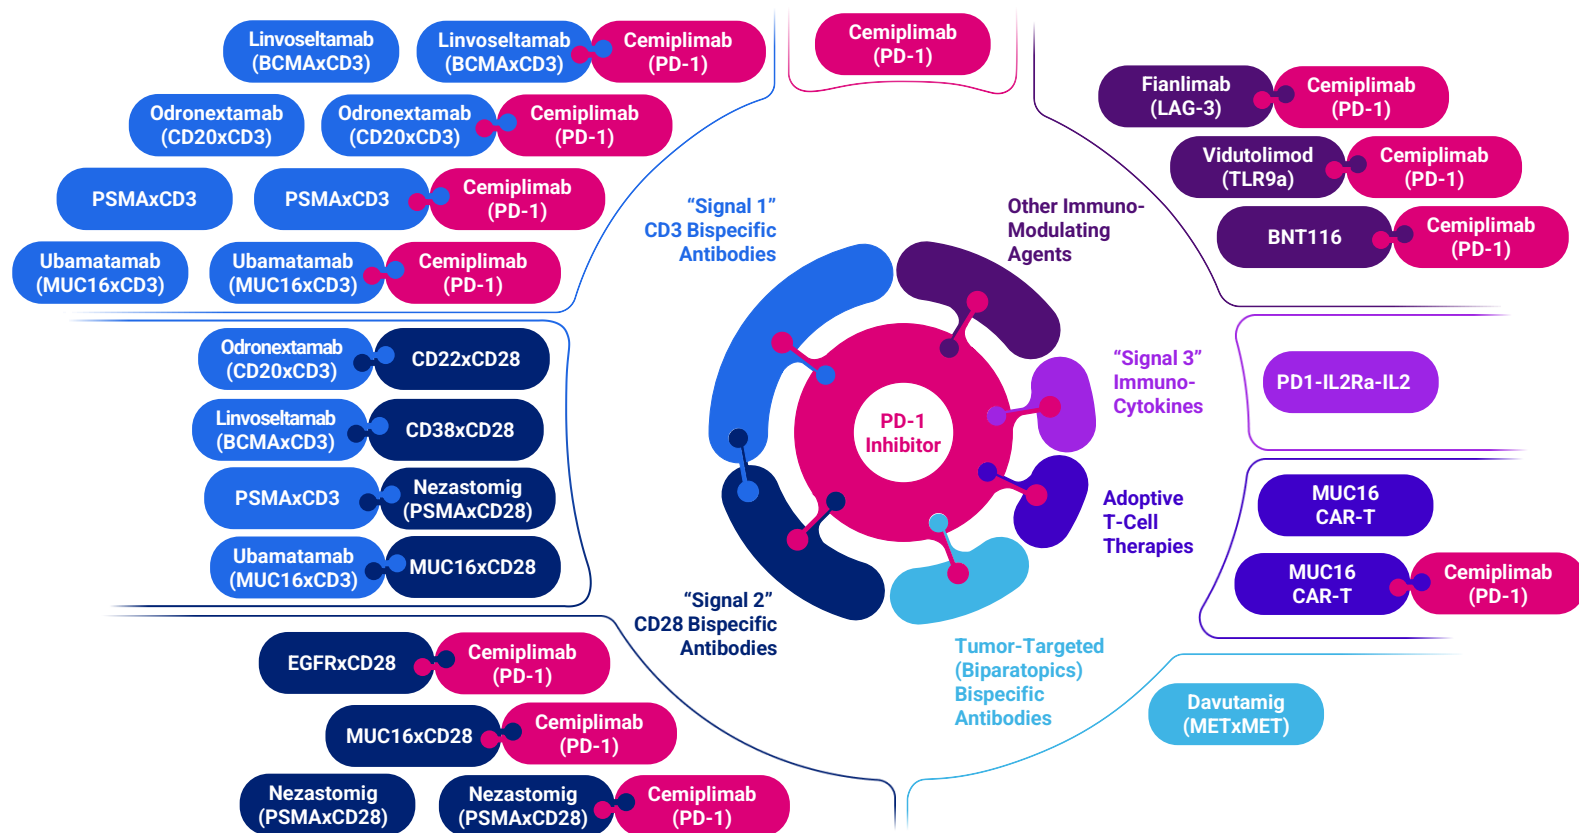 Linvoseltamab
(BCMAxCD3)
Linvoseltamab
(BCMAxCD3)
Cemiplimab
(PD-1)
Odronextamab
(CD20xCD3)
Odronextamab
(CD20xCD3)
Cemiplimab
(PD-1)
PSMAxCD3
PSMAxCD3
Cemiplimab
(PD-1)
Ubamatamab
(MUC16xCD3)
Ubamatamab
(MUC16xCD3)
Cemiplimab
(PD-1)
Cemiplimab
(PD-1)
Fianlimab
(LAG-3)
Cemiplimab
(PD-1)
Vidutolimod
(TLR9a)
Cemiplimab
(PD-1)
BNT116
Cemiplimab
(PD-1)
“Signal 1”
CD3 Bispecific
Antibodies
Other Immuno-
Modulating
Agents
Odronextamab
(CD20xCD3)
CD22xCD28
Linvoseltamab
(BCMAxCD3)
CD38xCD28
PSMAxCD3
Nezastomig
(PSMAxCD28)
Ubamatamab
(MUC16xCD3)
MUC16xCD28
PD-1
Inhibitor
“Signal 3”
Immuno-
Cytokines
PD1-IL2Ra-IL2
Adoptive
T-Cell
Therapies
MUC16
CAR-T
MUC16
CAR-T
Cemiplimab
(PD-1)
“Signal 2”
CD28 Bispecific
Antibodies
EGFRxCD28
Cemiplimab
(PD-1)
MUC16xCD28
Cemiplimab
(PD-1)
Nezastomig
(PSMAxCD28)
Nezastomig
(PSMAxCD28)
Cemiplimab
(PD-1)
Tumor-Targeted
(Biparatopics)
Bispecific
Antibodies
Davutamig
(METxMET)